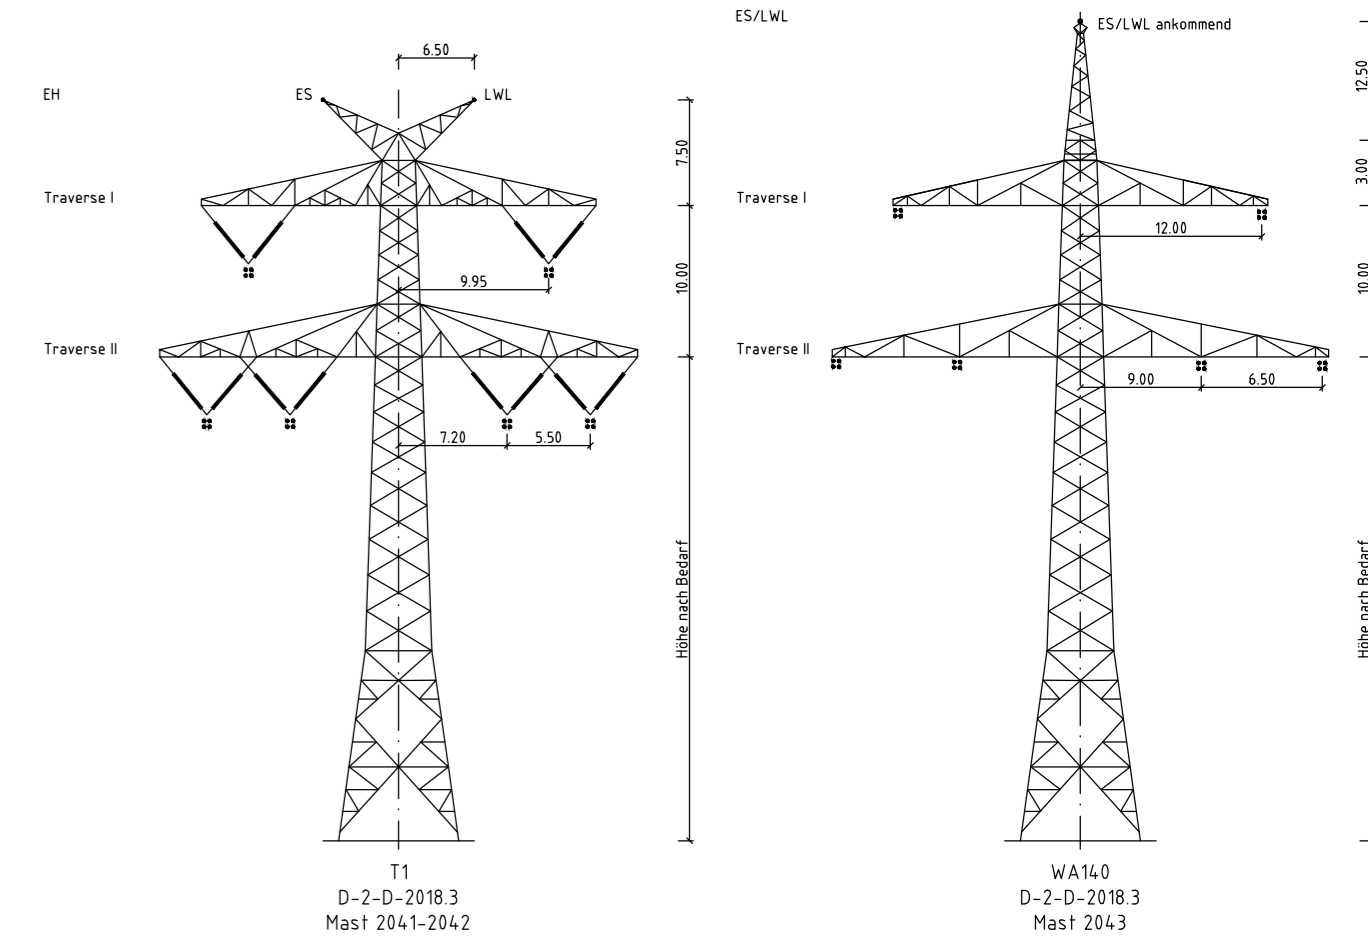 6.50
EH
ES
LWL
7.50
Traverse I
10.00
9.95
Traverse II
7.20
5.50
Höhe nach Bedarf
T1
D-2-D-2018.3
Mast 2041-2042
ES/LWL
ES/LWL ankommend
12.50
3.00
Traverse I
12.00
10.00
Traverse II
9.00
6.50
Höhe nach Bedarf
WA140
D-2-D-2018.3
Mast 2043